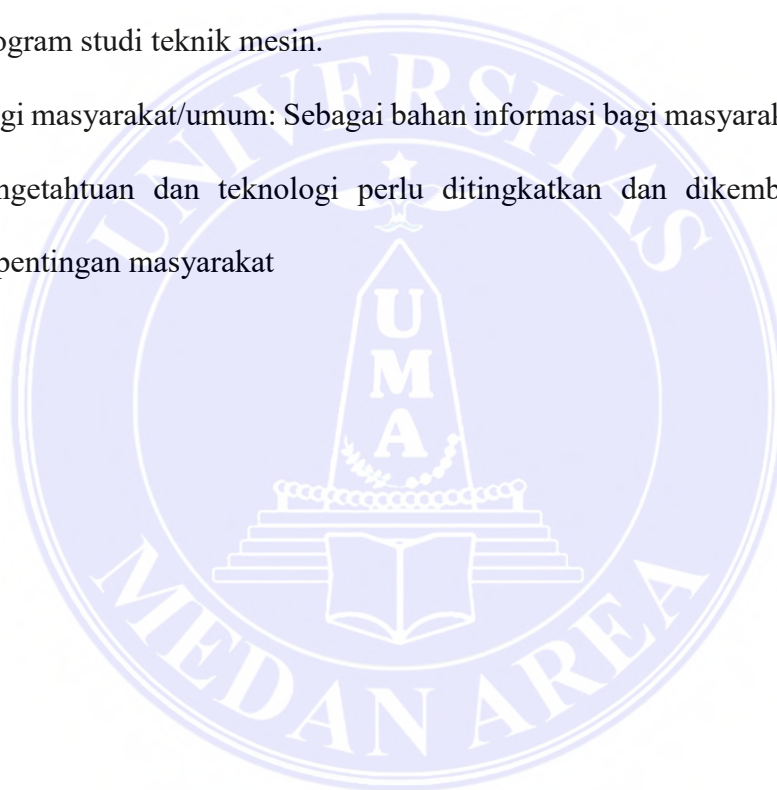 ogram studi teknik mesin.
gi masyarakat/umum: Sebagai bahan informasi bagi masyarak
ngetahtuan dan teknologi perlu ditingkatkan dan dikemb
pentingan masyarakat
UNIVERSITAS
UMA
MEDAN AREA